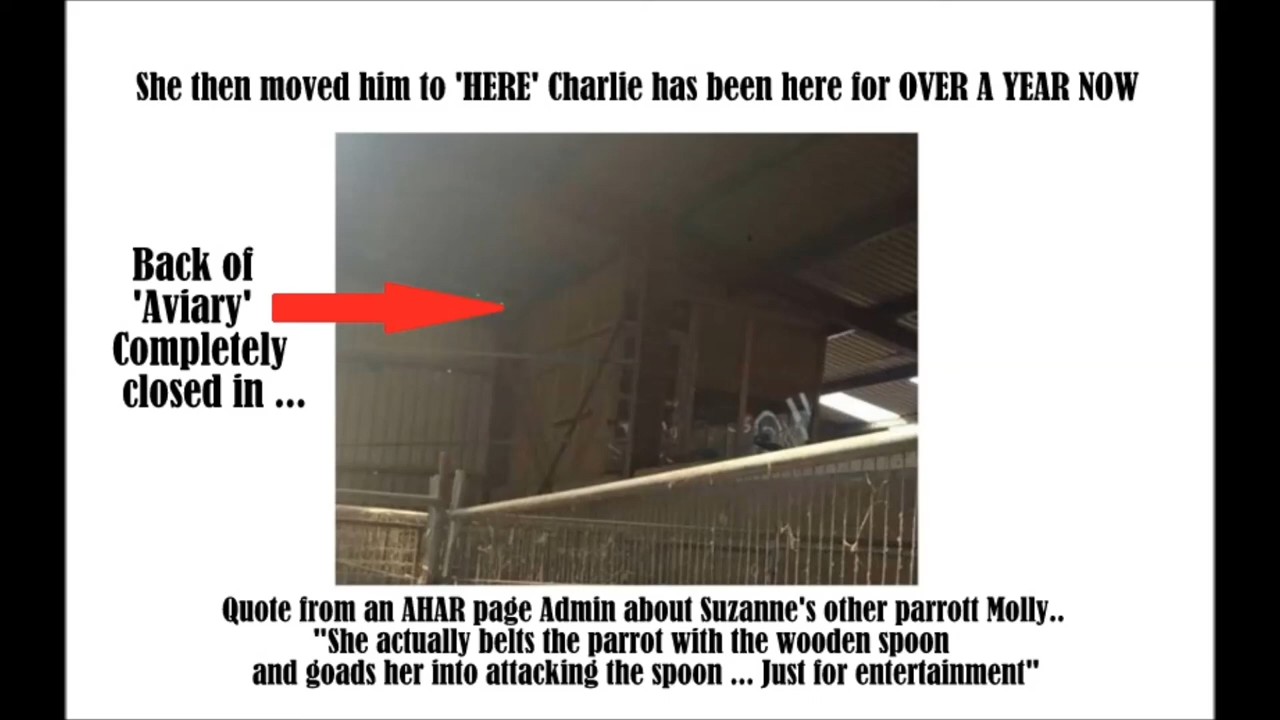 She then moved him to 'HERE' Charlie has been here for OVER A YEAR NOW
Back of
'Aviary'
Completely
closed in ...
Quote from an AHAR page Admin about Suzanne's other parrott Molly..
"She actually belts the parrot with the wooden spoon
and goads her into attacking the spoon ... Just for entertainment"